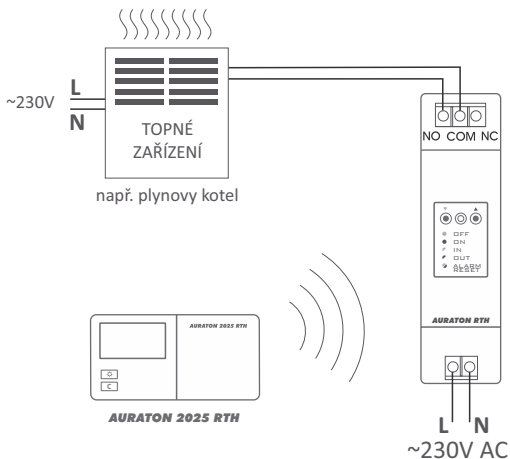 ~230V
L
N
TOPNÉ
ZAŘÍZENÍ
např. plynovy kotel
NO COM NC
OFF
ON
IN
OUT
ALARM
RESET
AURATON RTH
AURATON 2025 RTH
C
AURATON 2025 RTH
L N
~230V AC